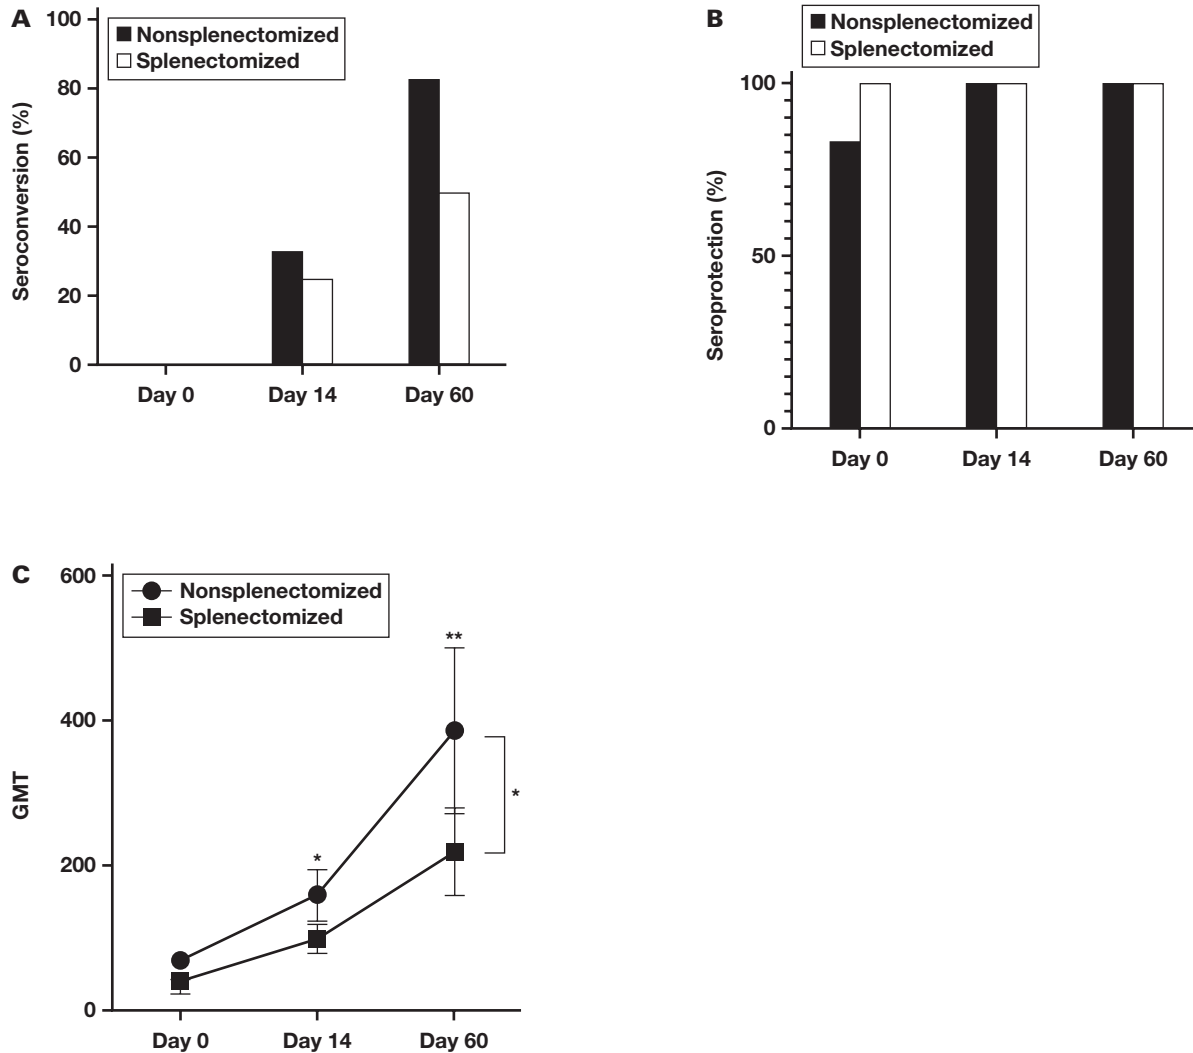 A
Nonsplenectomized
Splenectomized
Seroconversion (%)
100
80
60
40
20
0
Day 0 Day 14 Day 60
B
Nonsplenectomized
Splenectomized
Seroprotection (%)
100
50
0
Day 0 Day 14 Day 60
C
Nonsplenectomized
Splenectomized
GMT
600
400
200
0
*
**
*
Day 0 Day 14 Day 60